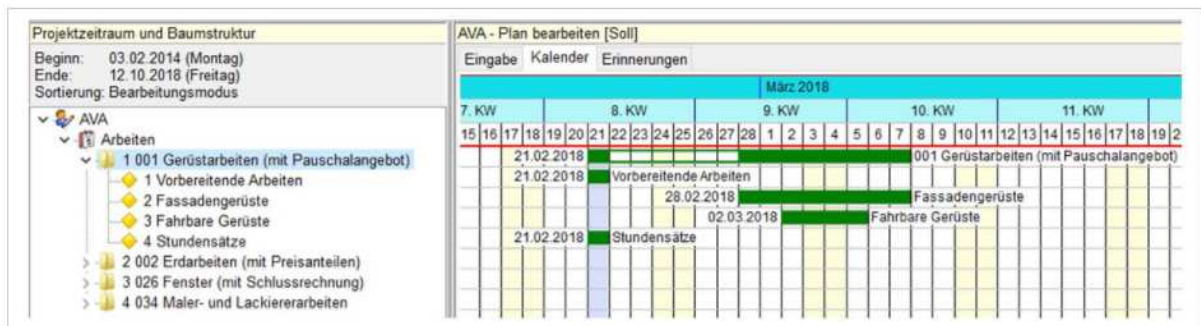 Projektzeitraum und Baumstruktur
Beginn: 03.02.2014 (Montag)
Ende: 12.10.2018 (Freitag)
Sortierung: Bearbeitungsmodus
AVA
Arbeiten
1 001 Gerüstarbeiten (mit Pauschalangebot)
1 Vorbereitende Arbeiten
2 Fassadengerüste
3 Fahrbare Gerüste
4 Stundensätze
2 002 Erdarbeiten (mit Preisanteilen)
3 026 Fenster (mit Schlussrechnung)
4 034 Maler- und Lackiererarbeiten
AVA - Plan bearbeiten [Soll]
Eingabe Kalender Erinnerungen
März 2018
7. KW 8. KW 9. KW 10. KW 11. KW
15 16 17 18 19 20 21 22 23 24 25 26 27 28 1 2 3 4 5 6 7 8 9 10 11 12 13 14 15 16 17 18 19 2
21.02.2018 001 Gerüstarbeiten (mit Pauschalangebot)
21.02.2018 Vorbereitende Arbeiten
28.02.2018 Fassadengerüste
02.03.2018 Fahrbare Gerüste
21.02.2018 Stundensätze